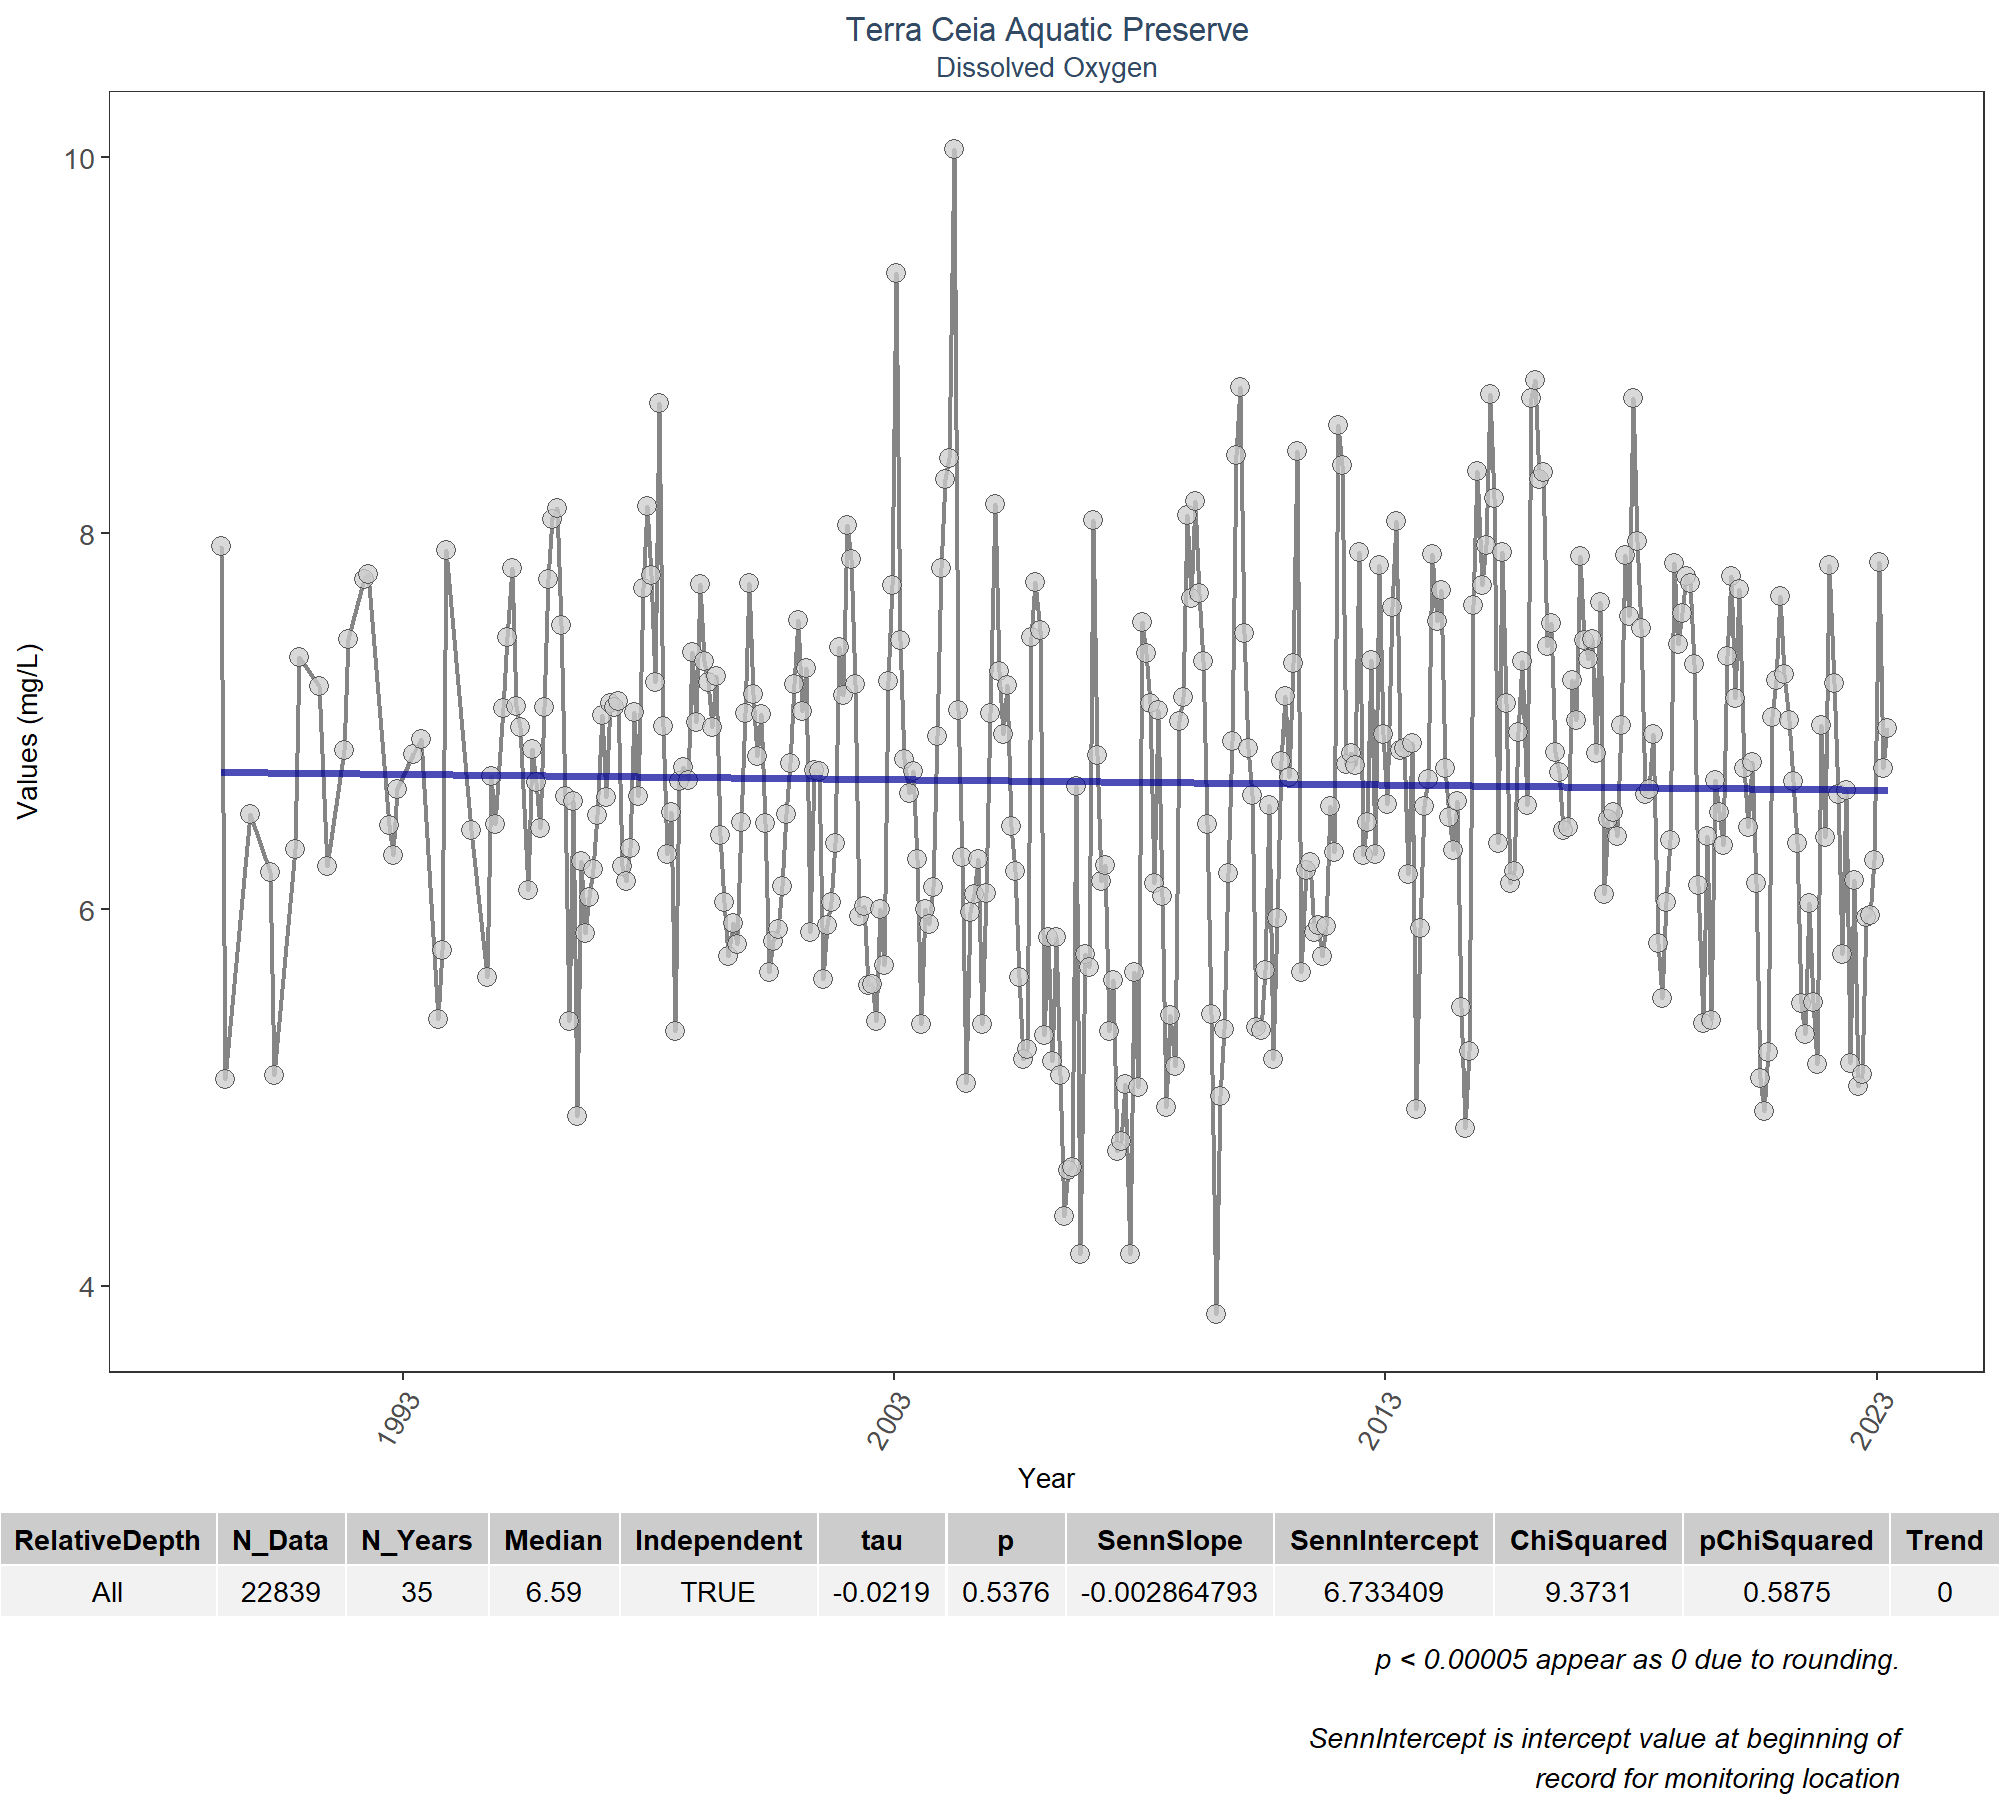 Terra Ceia Aquatic Preserve
Dissolved Oxygen
Values (mg/L)
10
8
6
4
1993
2003
2013
2023
Year
RelativeDepth N_Data N_Years Median Independent tau p SennSlope SennIntercept ChiSquared pChiSquared Trend
All 22839 35 6.59 TRUE -0.0219 0.5376 -0.002864793 6.733409 9.3731 0.5875 0
p < 0.00005 appear as 0 due to rounding.
SennIntercept is intercept value at beginning of
record for monitoring location